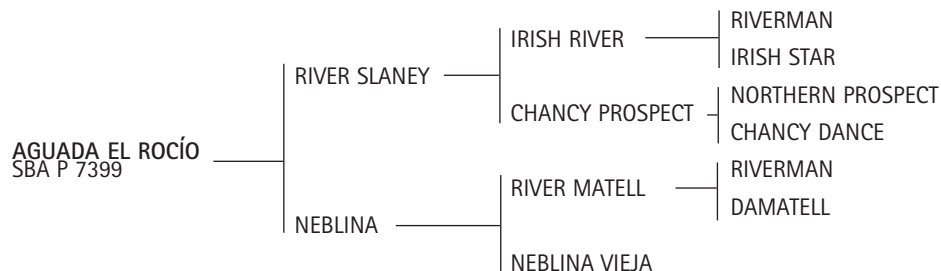 AGUADA EL ROCÍO
SBA P 7399
RIVER SLANEY
NEBLINA
IRISH RIVER
CHANCY PROSPECT
RIVER MATELL
NEBLINA VIEJA
RIVERMAN
IRISH STAR
NORTHERN PROSPECT
CHANCY DANCE
RIVERMAN
DAMATELL